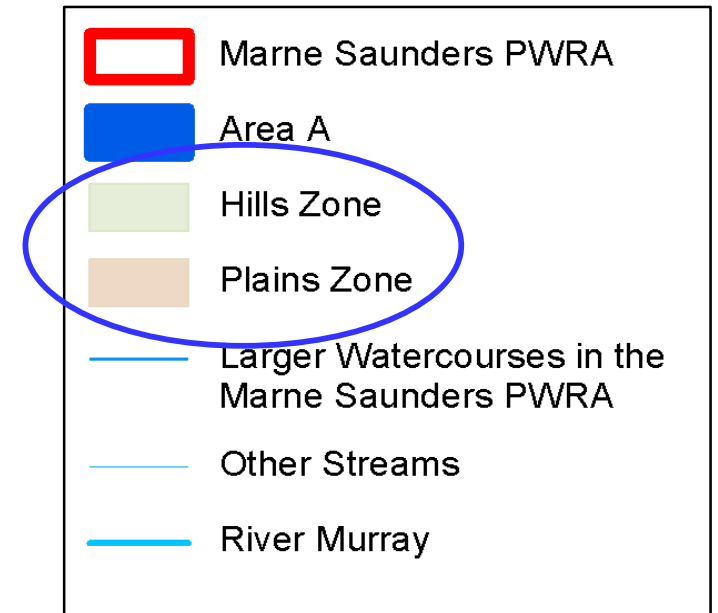 Marne Saunders PWRA
Area A
Hills Zone
Plains Zone
Larger Watercourses in the
Marne Saunders PWRA
Other Streams
River Murray